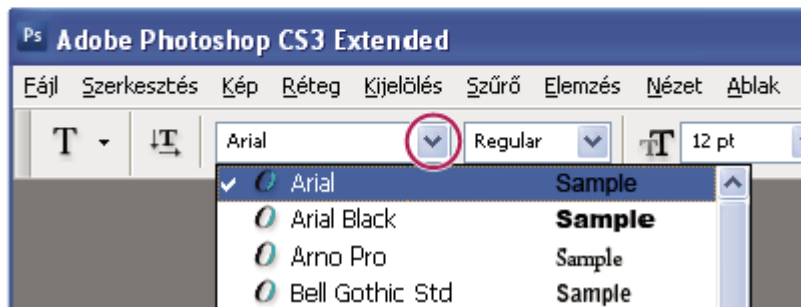 Ps Adobe Photoshop CS3 Extended
Fájl Szerkesztés Kép Réteg Kijelölés Szűrő Elemzés Nézet Ablak
T T Arial Regular TT 12 pt
Arial Sample
Arial Black Sample
Arno Pro Sample
Bell Gothic Std Sample